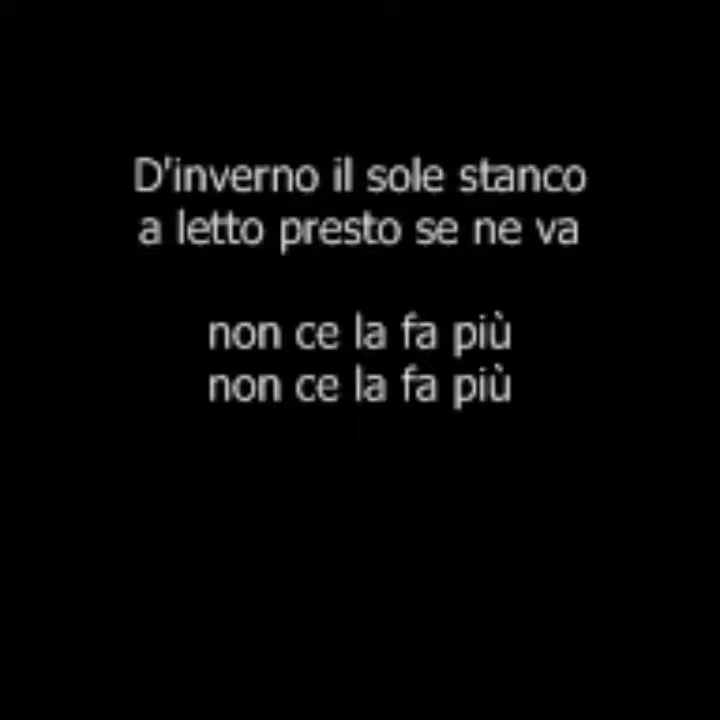 D'inverno il sole stanco
a letto presto se ne va
non ce la fa più
non ce la fa più